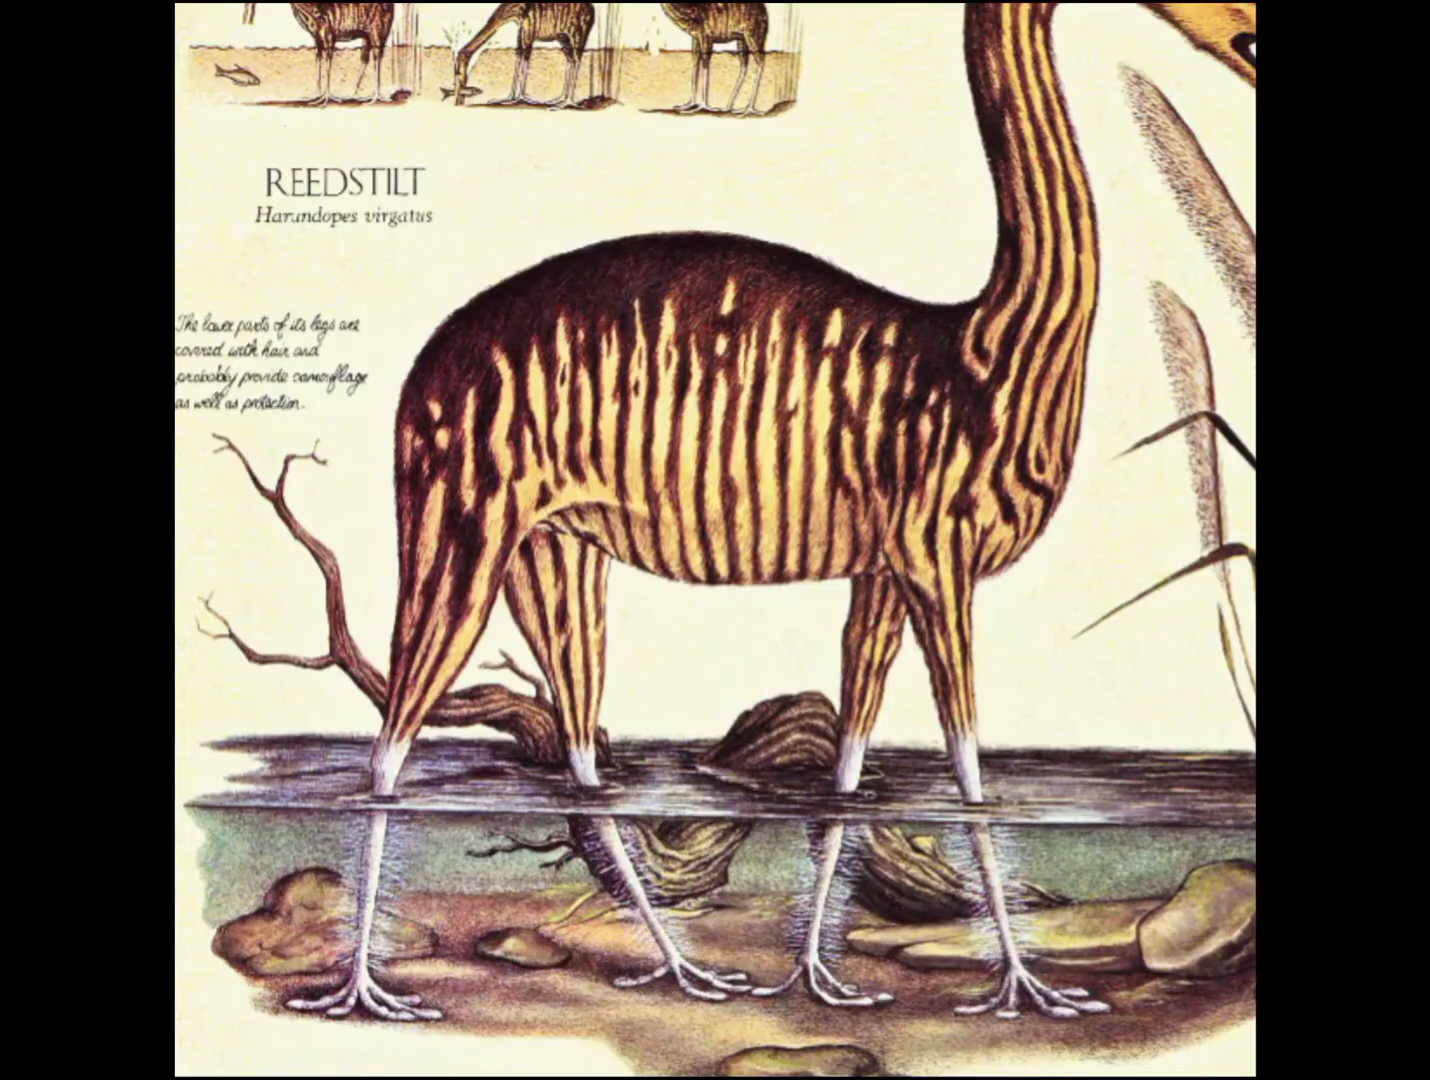 REEDSTILT
Harundopes virgatus
The lower parts of its legs are
covered with hair and
probably provide camouflage
as well as protection.